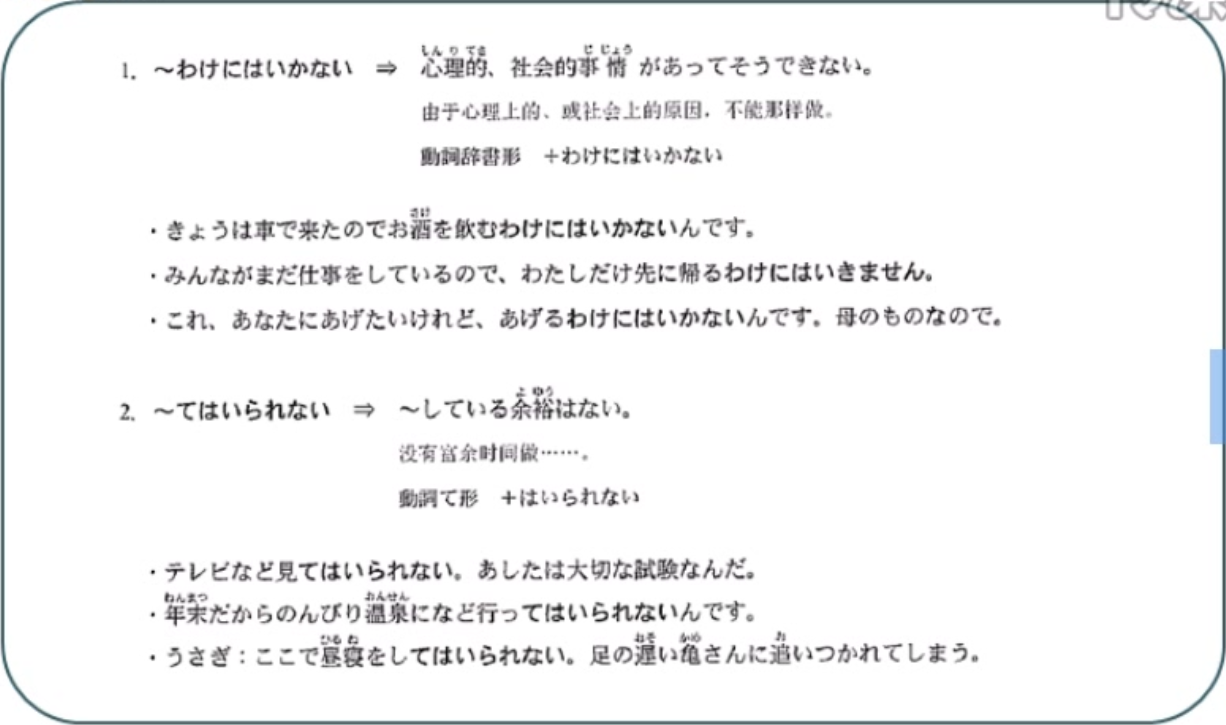 1. ～わけにはいかない ⇒ 心理的、社会的事情があってそうできない。
由于心理上的、或社会上的原因，不能那样做。
動詞辞書形 ＋わけにはいかない
・きょうは車で来たのでお酒を飲むわけにはいかないんです。
・みんながまだ仕事をしているので、わたしだけ先に帰るわけにはいきません。
・これ、あなたにあげたいけれど、あげるわけにはいかないんです。母のものなので。
2. ～てはいられない ⇒ ～している余裕はない。
没有富余时间做……。
動詞て形 ＋はいられない
・テレビなど見てはいられない。あしたは大切な試験なんだ。
・年末だからのんびり温泉になど行ってはいられないんです。
・うさぎ：ここで昼寝をしてはいられない。足の遅い亀さんに追いつかれてしまう。